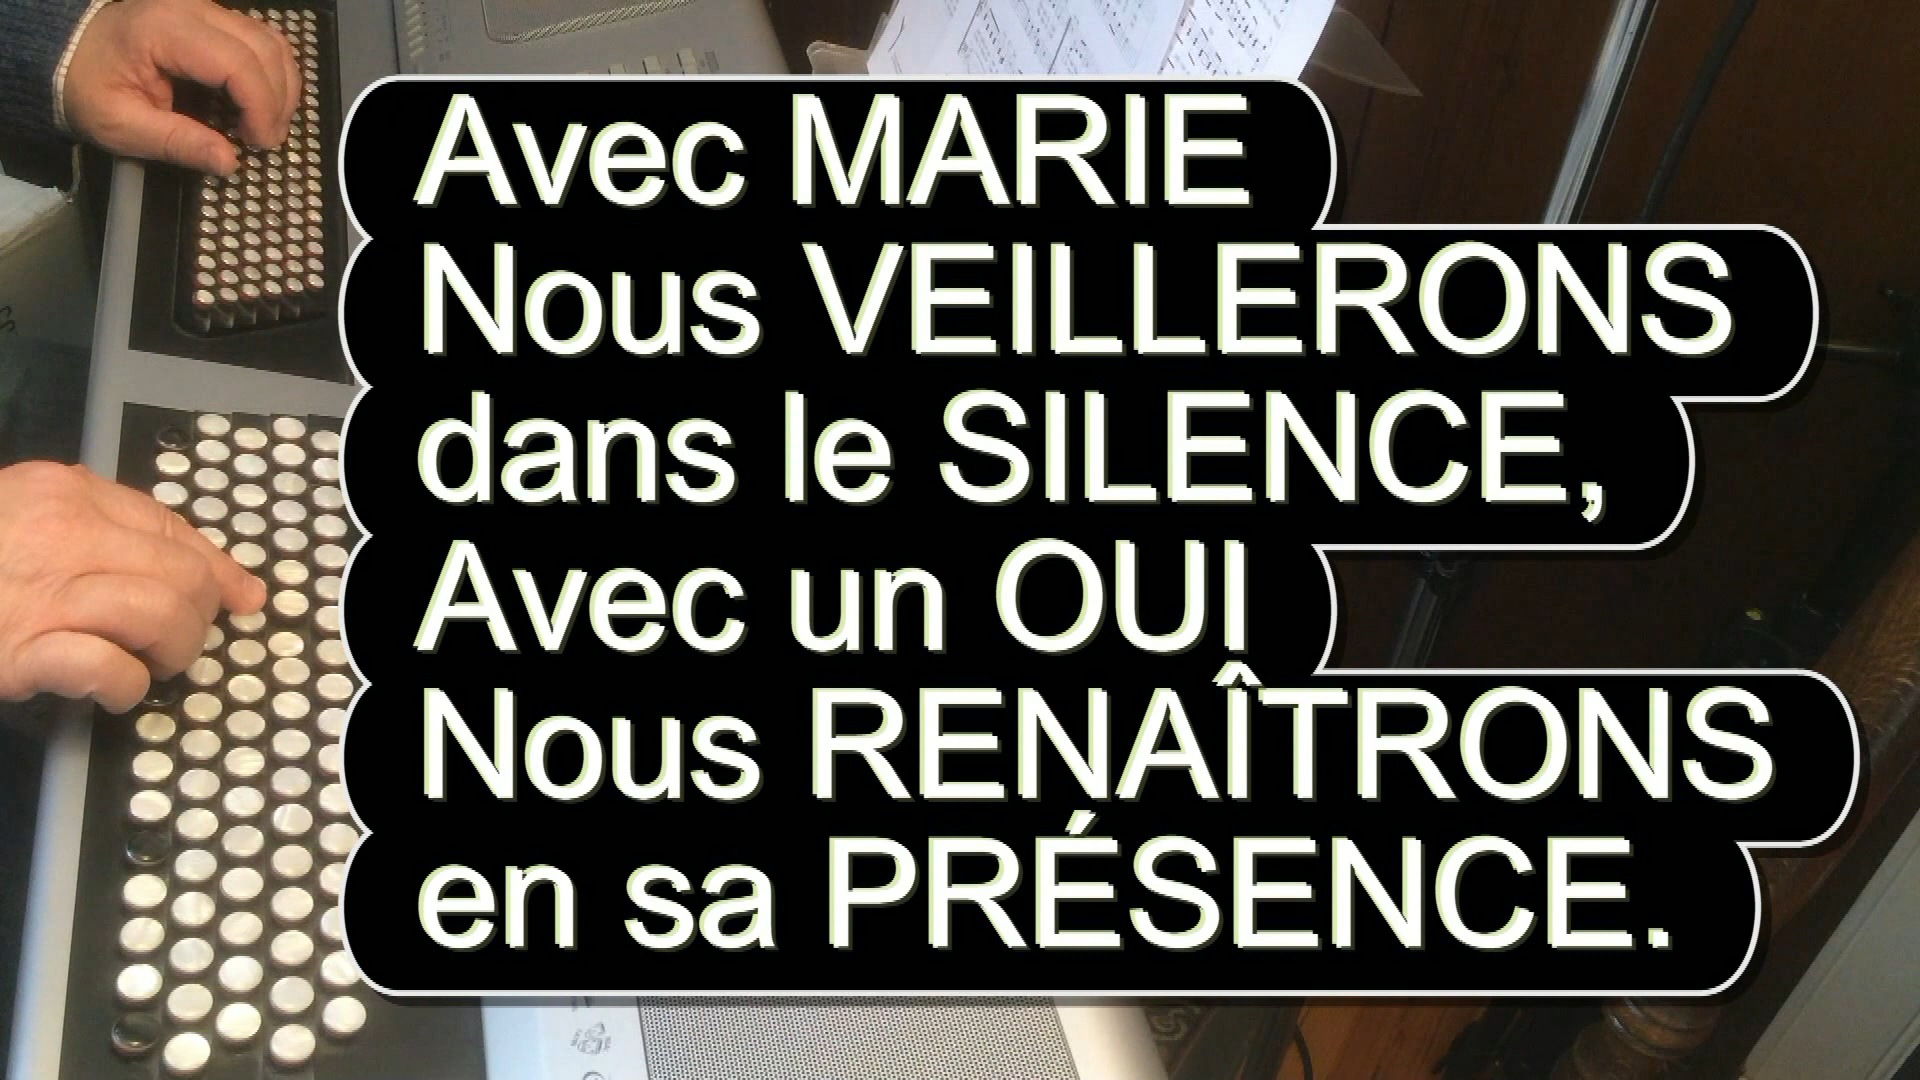 Avec MARIE
Nous VEILLERONS
dans le SILENCE,
Avec un OUI
Nous RENAÎTRONS
en sa PRÉSENCE.